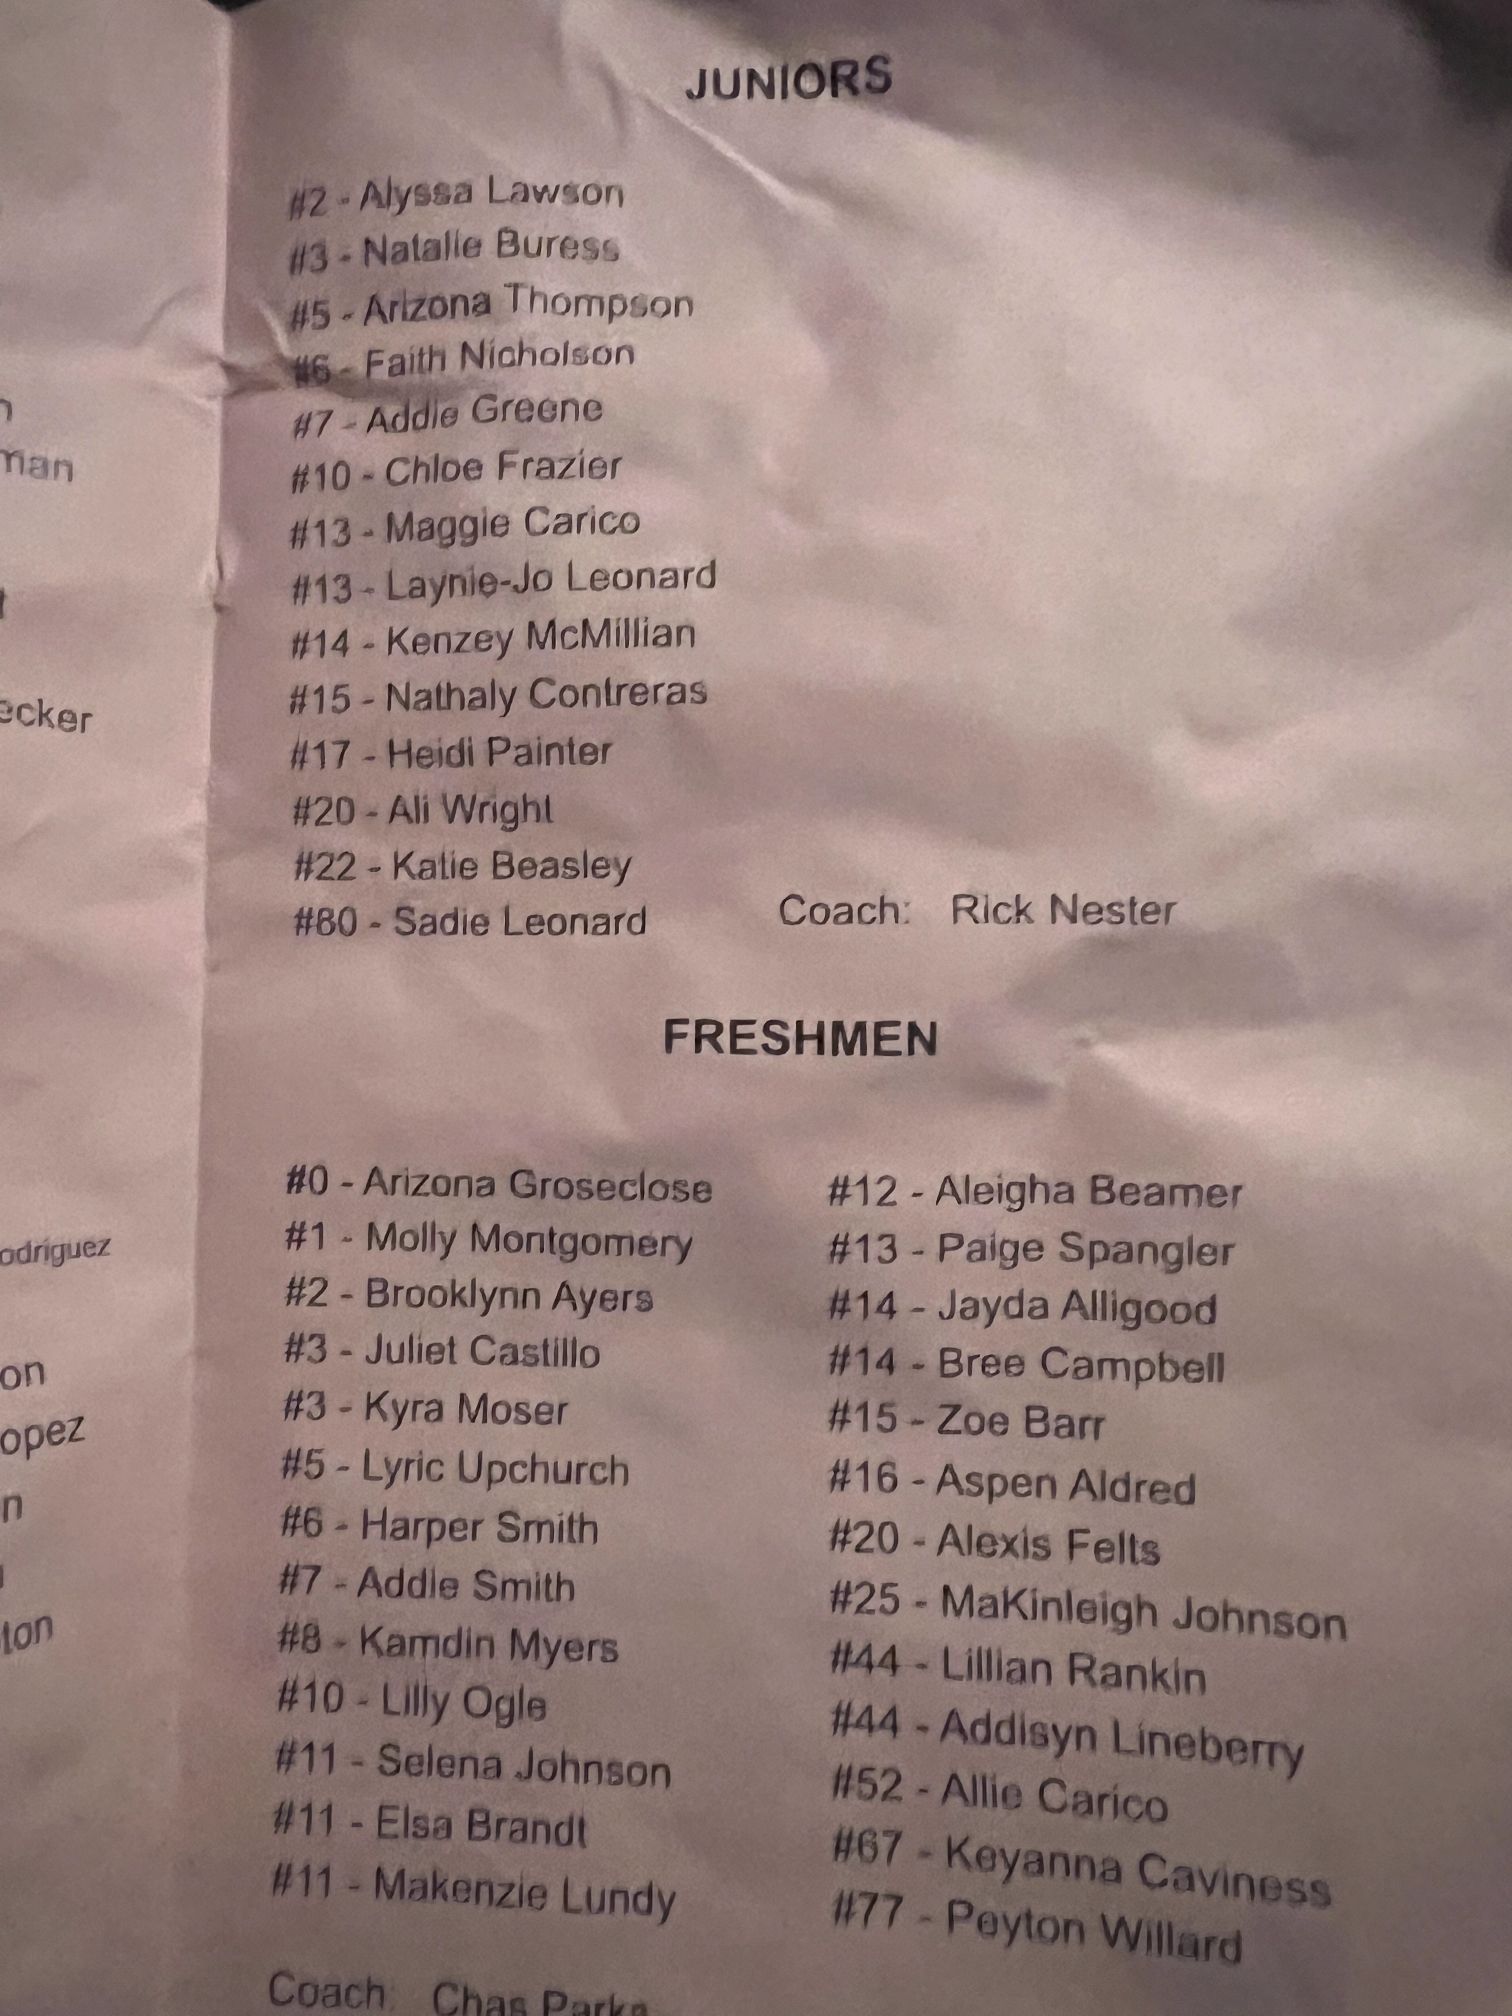 JUNIORS
#2 - Alyssa Lawson
#3 - Natalie Buress
#5 - Arizona Thompson
#6 - Faith Nicholson
#7 - Addie Greene
#10 - Chloe Frazier
#13 - Maggie Carico
#13 - Laynie-Jo Leonard
#14 - Kenzey McMillian
#15 - Nathaly Contreras
#17 - Heidi Painter
#20 - Ali Wright
#22 - Katie Beasley
#80 - Sadie Leonard
Coach: Rick Nester
FRESHMEN
#0 - Arizona Groseclose
#1 - Molly Montgomery
#2 - Brooklynn Ayers
#3 - Juliet Castillo
#3 - Kyra Moser
#5 - Lyric Upchurch
#6 - Harper Smith
#7 - Addie Smith
#8 - Kamdin Myers
#10 - Lilly Ogle
#11 - Selena Johnson
#11 - Elsa Brandt
#11 - Makenzie Lundy
#12 - Aleigha Beamer
#13 - Paige Spangler
#14 - Jayda Alligood
#14 - Bree Campbell
#15 - Zoe Barr
#16 - Aspen Aldred
#20 - Alexis Felts
#25 - MaKinleigh Johnson
#44 - Lillian Rankin
#44 - Addisyn Lineberry
#52 - Allie Carico
#67 - Keyanna Caviness
#77 - Peyton Willard
Coach: Chas